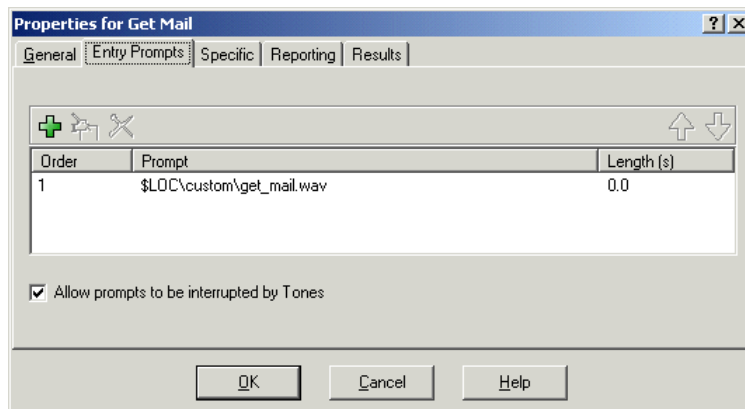 Properties for Get Mail
General Entry Prompts Specific Reporting Results
Order Prompt Length (s)
1 $LOC\custom\get_mail.wav 0.0
Allow prompts to be interrupted by Tones
OK Cancel Help